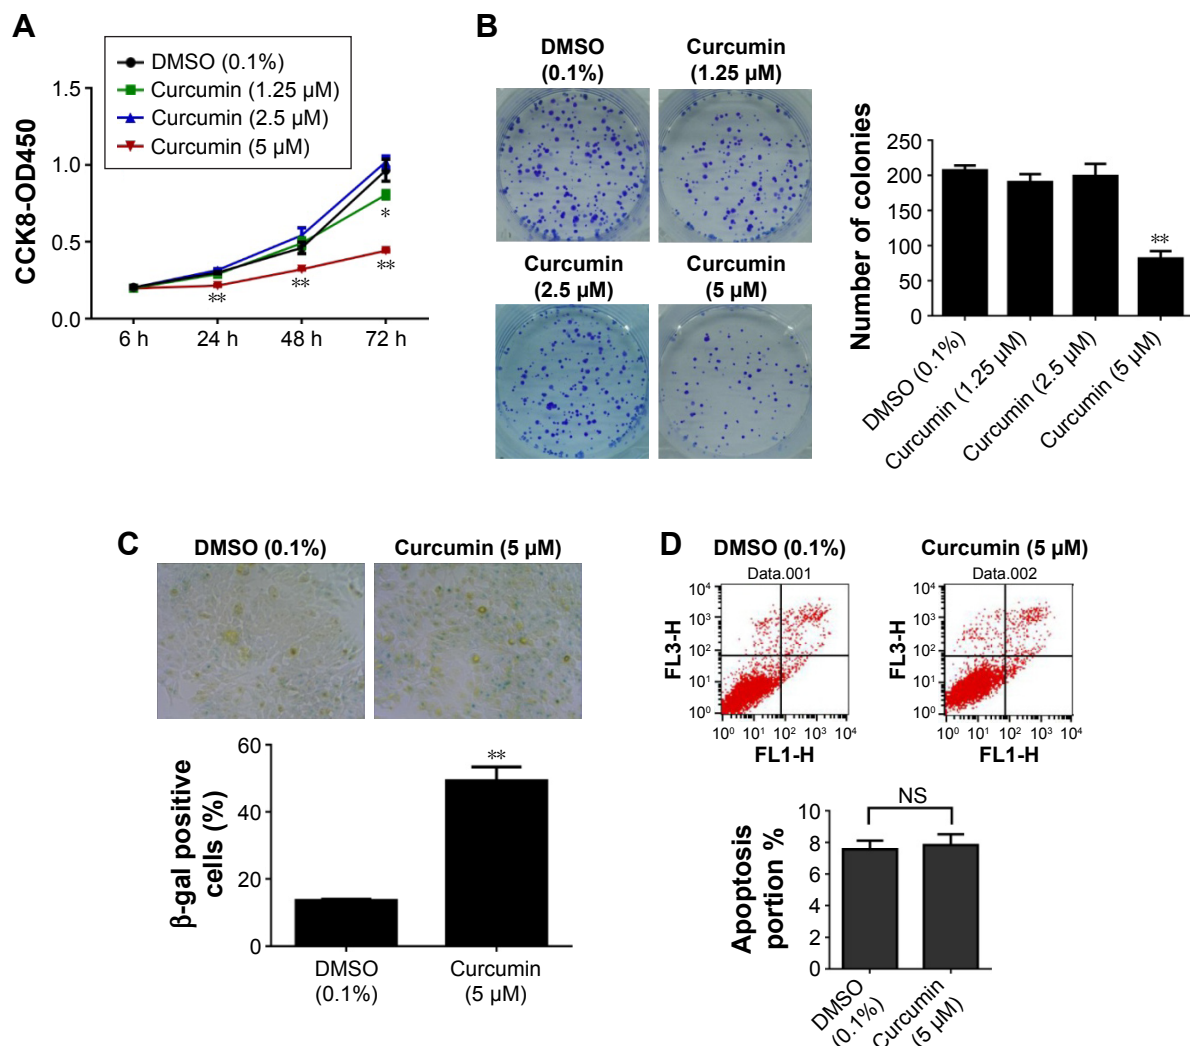 A
DMSO (0.1%)
Curcumin (1.25 µM)
Curcumin (2.5 µM)
Curcumin (5 µM)
CCK8-OD450
1.5
1.0
0.5
0.0
*
**
**
**
6 h
24 h
48 h
72 h
B
DMSO
(0.1%)
Curcumin
(1.25 µM)
Curcumin
(2.5 µM)
Curcumin
(5 µM)
Number of colonies
250
200
150
100
50
0
**
DMSO (0.1%)
Curcumin (1.25 µM)
Curcumin (2.5 µM)
Curcumin (5 µM)
C
DMSO (0.1%)
Curcumin (5 µM)
β-gal positive
cells (%)
60
40
20
0
**
DMSO
(0.1%)
Curcumin
(5 µM)
D
DMSO (0.1%)
Data.001
FL3-H
10⁴
10³
10²
10¹
10⁰
10⁰ 10¹ 10² 10³ 10⁴
FL1-H
Curcumin (5 µM)
Data.002
FL3-H
10⁴
10³
10²
10¹
10⁰
10⁰ 10¹ 10² 10³ 10⁴
FL1-H
Apoptosis
portion %
10
8
6
4
2
0
NS
DMSO
(0.1%)
Curcumin
(5 µM)